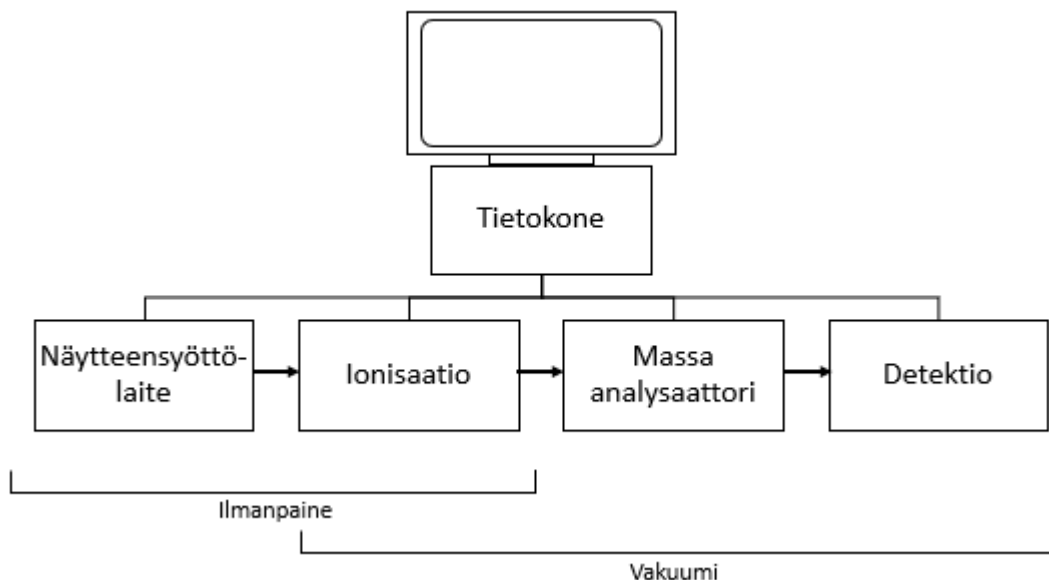 Tietokone
Näytteensyöttö-
laite
Ionisaatio
Massa
analysaattori
Detektio
Ilmanpaine
Vakuumi